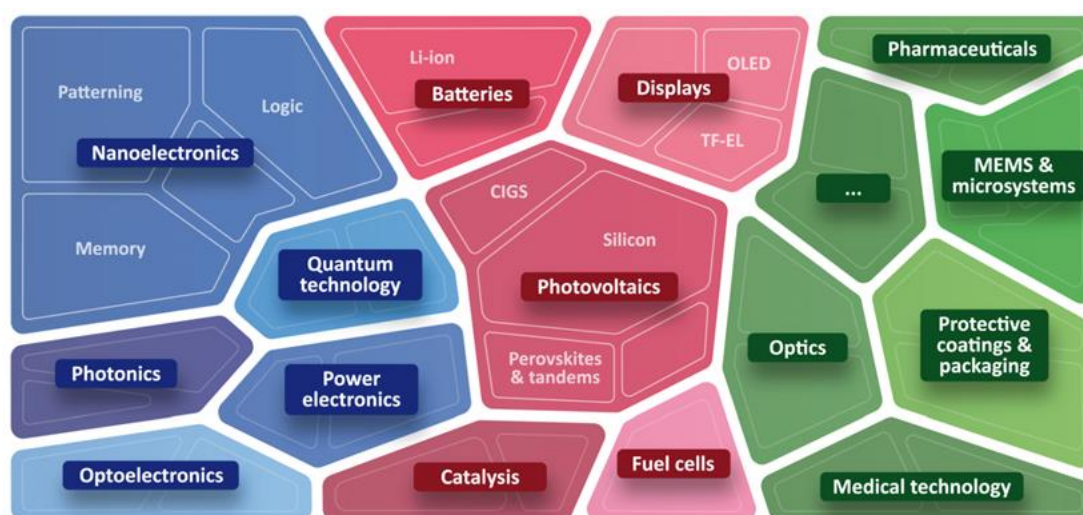 Patterning
Logic
Nanoelectronics
Memory
Li-ion
Batteries
Displays
OLED
TF-EL
Pharmaceuticals
...
MEMS &
microsystems
CIGS
Silicon
Photovoltaics
Perovskites
& tandems
Quantum
technology
Photonics
Power
electronics
Optics
Protective
coatings &
packaging
Optoelectronics
Catalysis
Fuel cells
Medical technology